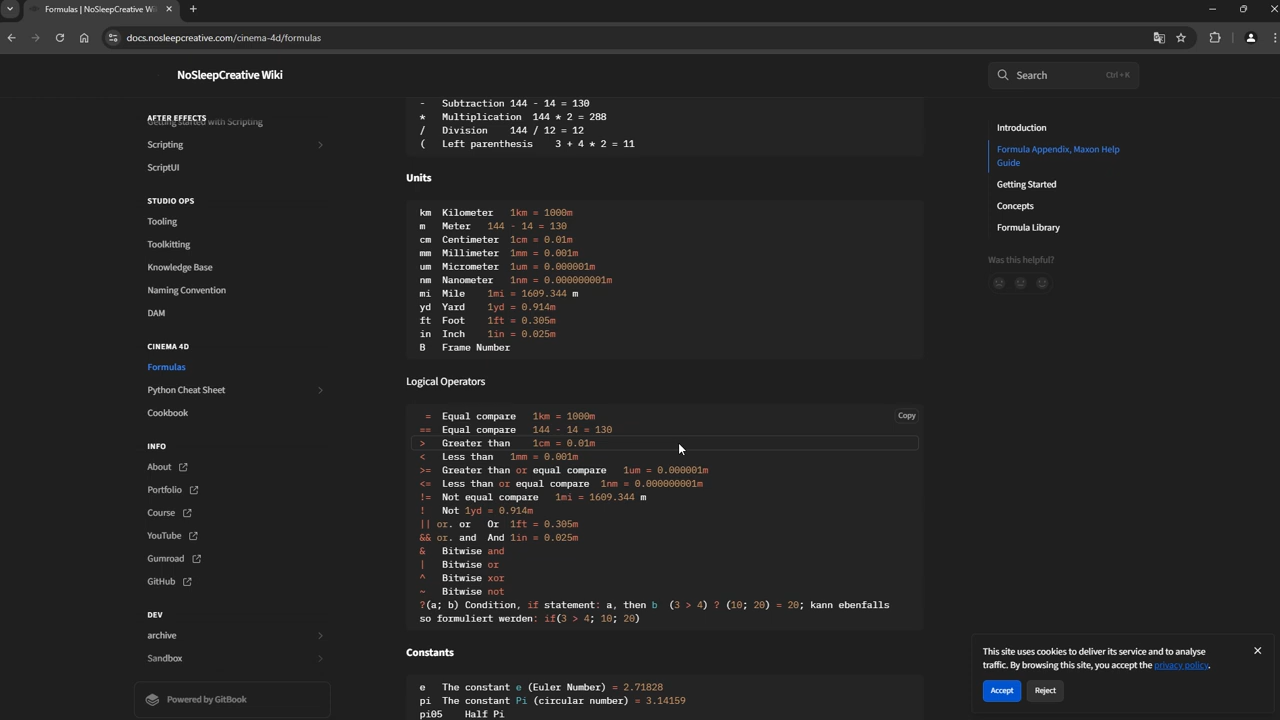 Formulas | NoSleepCreative Wi
docs.nosleepcreative.com/cinema-4d/formulas
NoSleepCreative Wiki
Search
Ctrl + K
AFTER EFFECTS
Getting started with Scripting
Scripting
ScriptUI
STUDIO OPS
Tooling
Toolkitting
Knowledge Base
Naming Convention
DAM
CINEMA 4D
Formulas
Python Cheat Sheet
Cookbook
INFO
About
Portfolio
Course
YouTube
Gumroad
GitHub
DEV
archive
Sandbox
Powered by GitBook
- Subtraction 144 - 14 = 130
* Multiplication 144 * 2 = 288
/ Division 144 / 12 = 12
( Left parenthesis 3 + 4 * 2 = 11
Units
km Kilometer 1km = 1000m
m Meter 144 - 14 = 130
cm Centimeter 1cm = 0.01m
mm Millimeter 1mm = 0.001m
um Micrometer 1um = 0.000001m
nm Nanometer 1nm = 0.000000001m
mi Mile 1mi = 1609.344 m
yd Yard 1yd = 0.914m
ft Foot 1ft = 0.305m
in Inch 1in = 0.025m
B Frame Number
Logical Operators
Copy
= Equal compare 1km = 1000m
== Equal compare 144 - 14 = 130
> Greater than 1cm = 0.01m
< Less than 1mm = 0.001m
>= Greater than or equal compare 1um = 0.000001m
<= Less than or equal compare 1nm = 0.000000001m
!= Not equal compare 1mi = 1609.344 m
! Not 1yd = 0.914m
|| or. or Or 1ft = 0.305m
&& or. and And 1in = 0.025m
& Bitwise and
| Bitwise or
^ Bitwise xor
~ Bitwise not
?(a; b) Condition, if statement: a, then b (3 > 4) ? (10; 20) = 20; kann ebenfalls
so formuliert werden: if(3 > 4; 10; 20)
Constants
e The constant e (Euler Number) = 2.71828
pi The constant Pi (circular number) = 3.14159
pi05 Half Pi
Introduction
Formula Appendix, Maxon Help
Guide
Getting Started
Concepts
Formula Library
Was this helpful?
This site uses cookies to deliver its service and to analyse
traffic. By browsing this site, you accept the privacy policy.
Accept
Reject